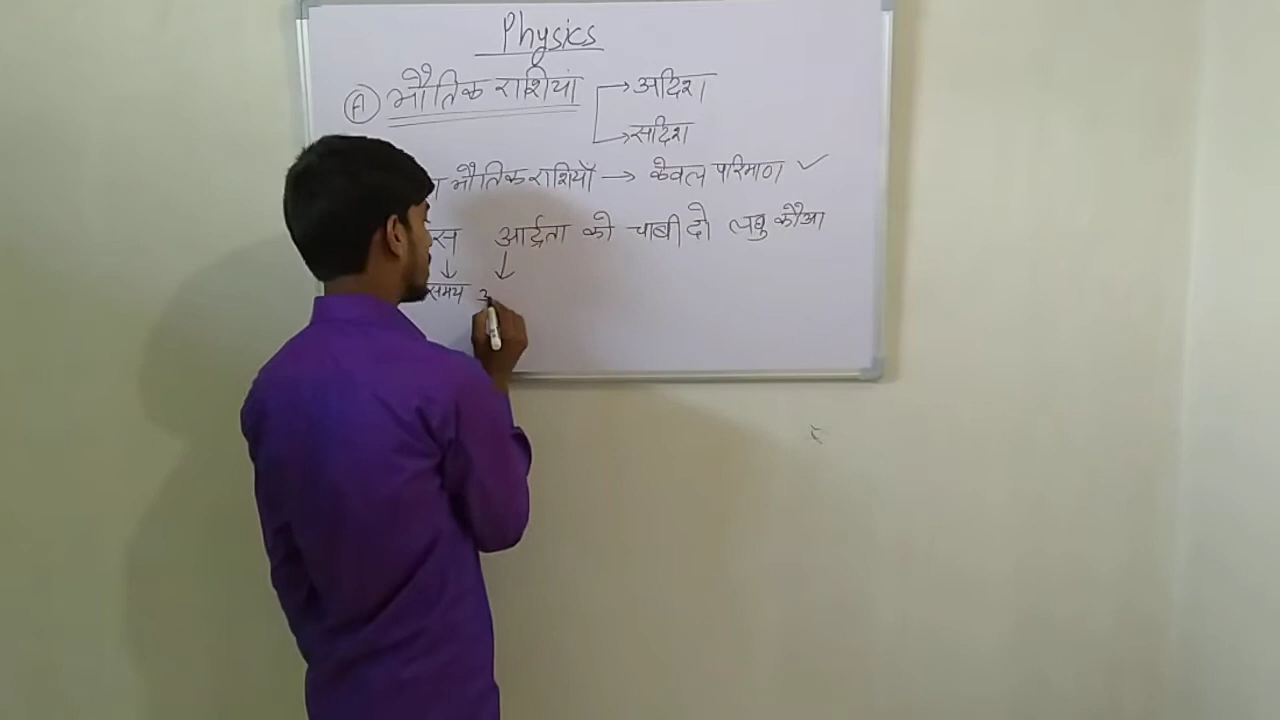 Physics
(A) भौतिक राशियां → अदिश
→ सदिश
भौतिक राशियाँ → केवल परिमाण ✓
स आर्द्रता को चाबी दो लघु कौआ
↓ ↓
समय